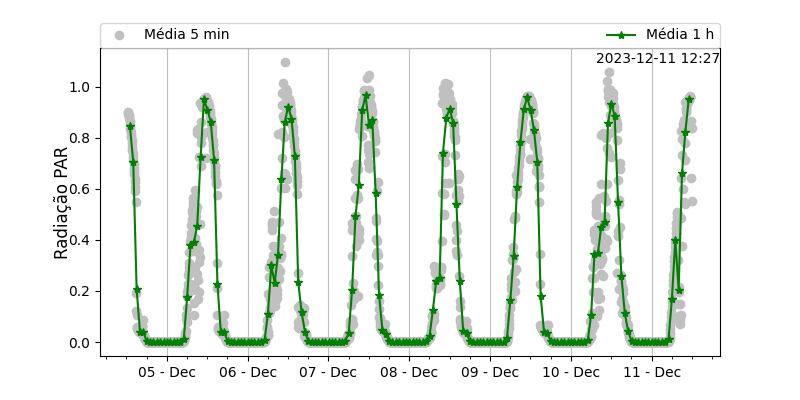 Média 5 min
Média 1 h
2023-12-11 12:27
Radiação PAR
1.0
0.8
0.6
0.4
0.2
0.0
05 - Dec
06 - Dec
07 - Dec
08 - Dec
09 - Dec
10 - Dec
11 - Dec